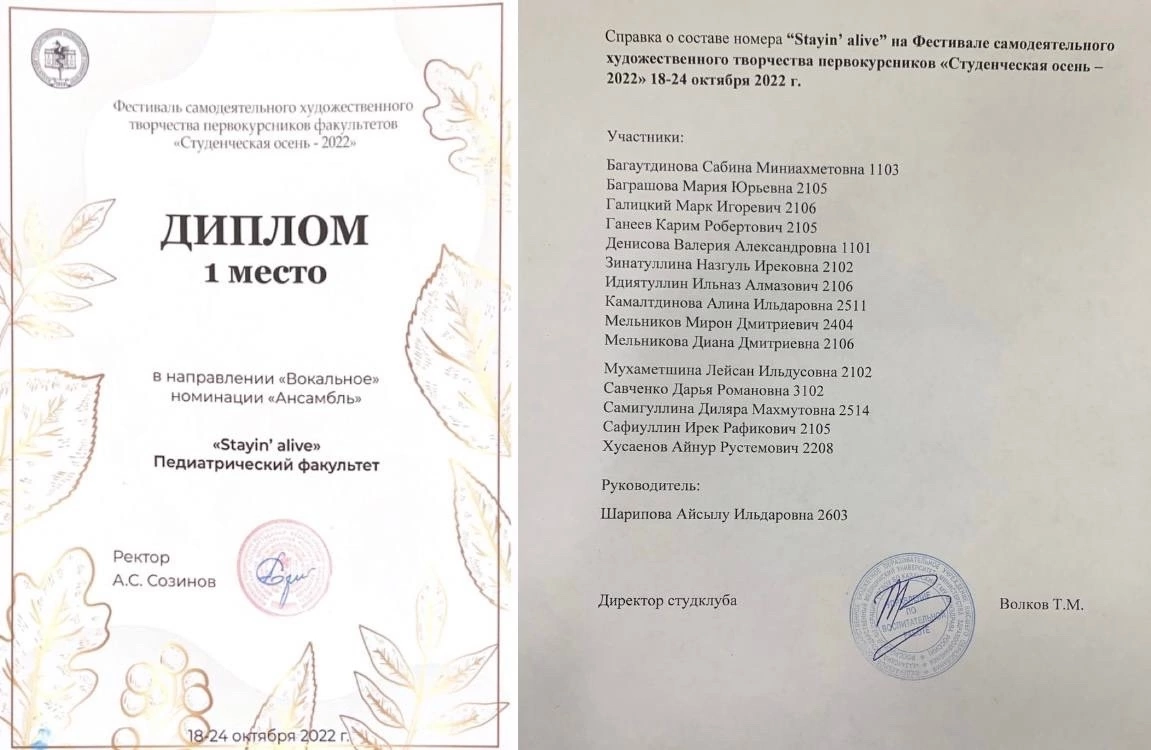 Фестиваль самодеятельного художественного
творчества первокурсников факультетов
«Студенческая осень - 2022»
ДИПЛОМ
1 место
в направлении «Вокальное»
номинации «Ансамбль»
«Stayin’ alive»
Педиатрический факультет
Ректор
А.С. Созинов
18-24 октября 2022 г.
Справка о составе номера “Stayin’ alive” на Фестивале самодеятельного
художественного творчества первокурсников «Студенческая осень –
2022» 18-24 октября 2022 г.
Участники:
Багаутдинова Сабина Миниахметовна 1103
Баграшова Мария Юрьевна 2105
Галицкий Марк Игоревич 2106
Ганеев Карим Робертович 2105
Денисова Валерия Александровна 1101
Зинатуллина Назгуль Ирековна 2102
Идиятуллин Ильназ Алмазович 2106
Камалтдинова Алина Ильдаровна 2511
Мельников Мирон Дмитриевич 2404
Мельникова Диана Дмитриевна 2106
Мухаметшина Лейсан Ильдусовна 2102
Савченко Дарья Романовна 3102
Самигуллина Диляра Махмутовна 2514
Сафиуллин Ирек Рафикович 2105
Хусаенов Айнур Рустемович 2208
Руководитель:
Шарипова Айсылу Ильдаровна 2603
Директор студклуба
Волков Т.М.
ПО
ВОСПИТАТЕЛЬНОЙ
РАБОТЕ